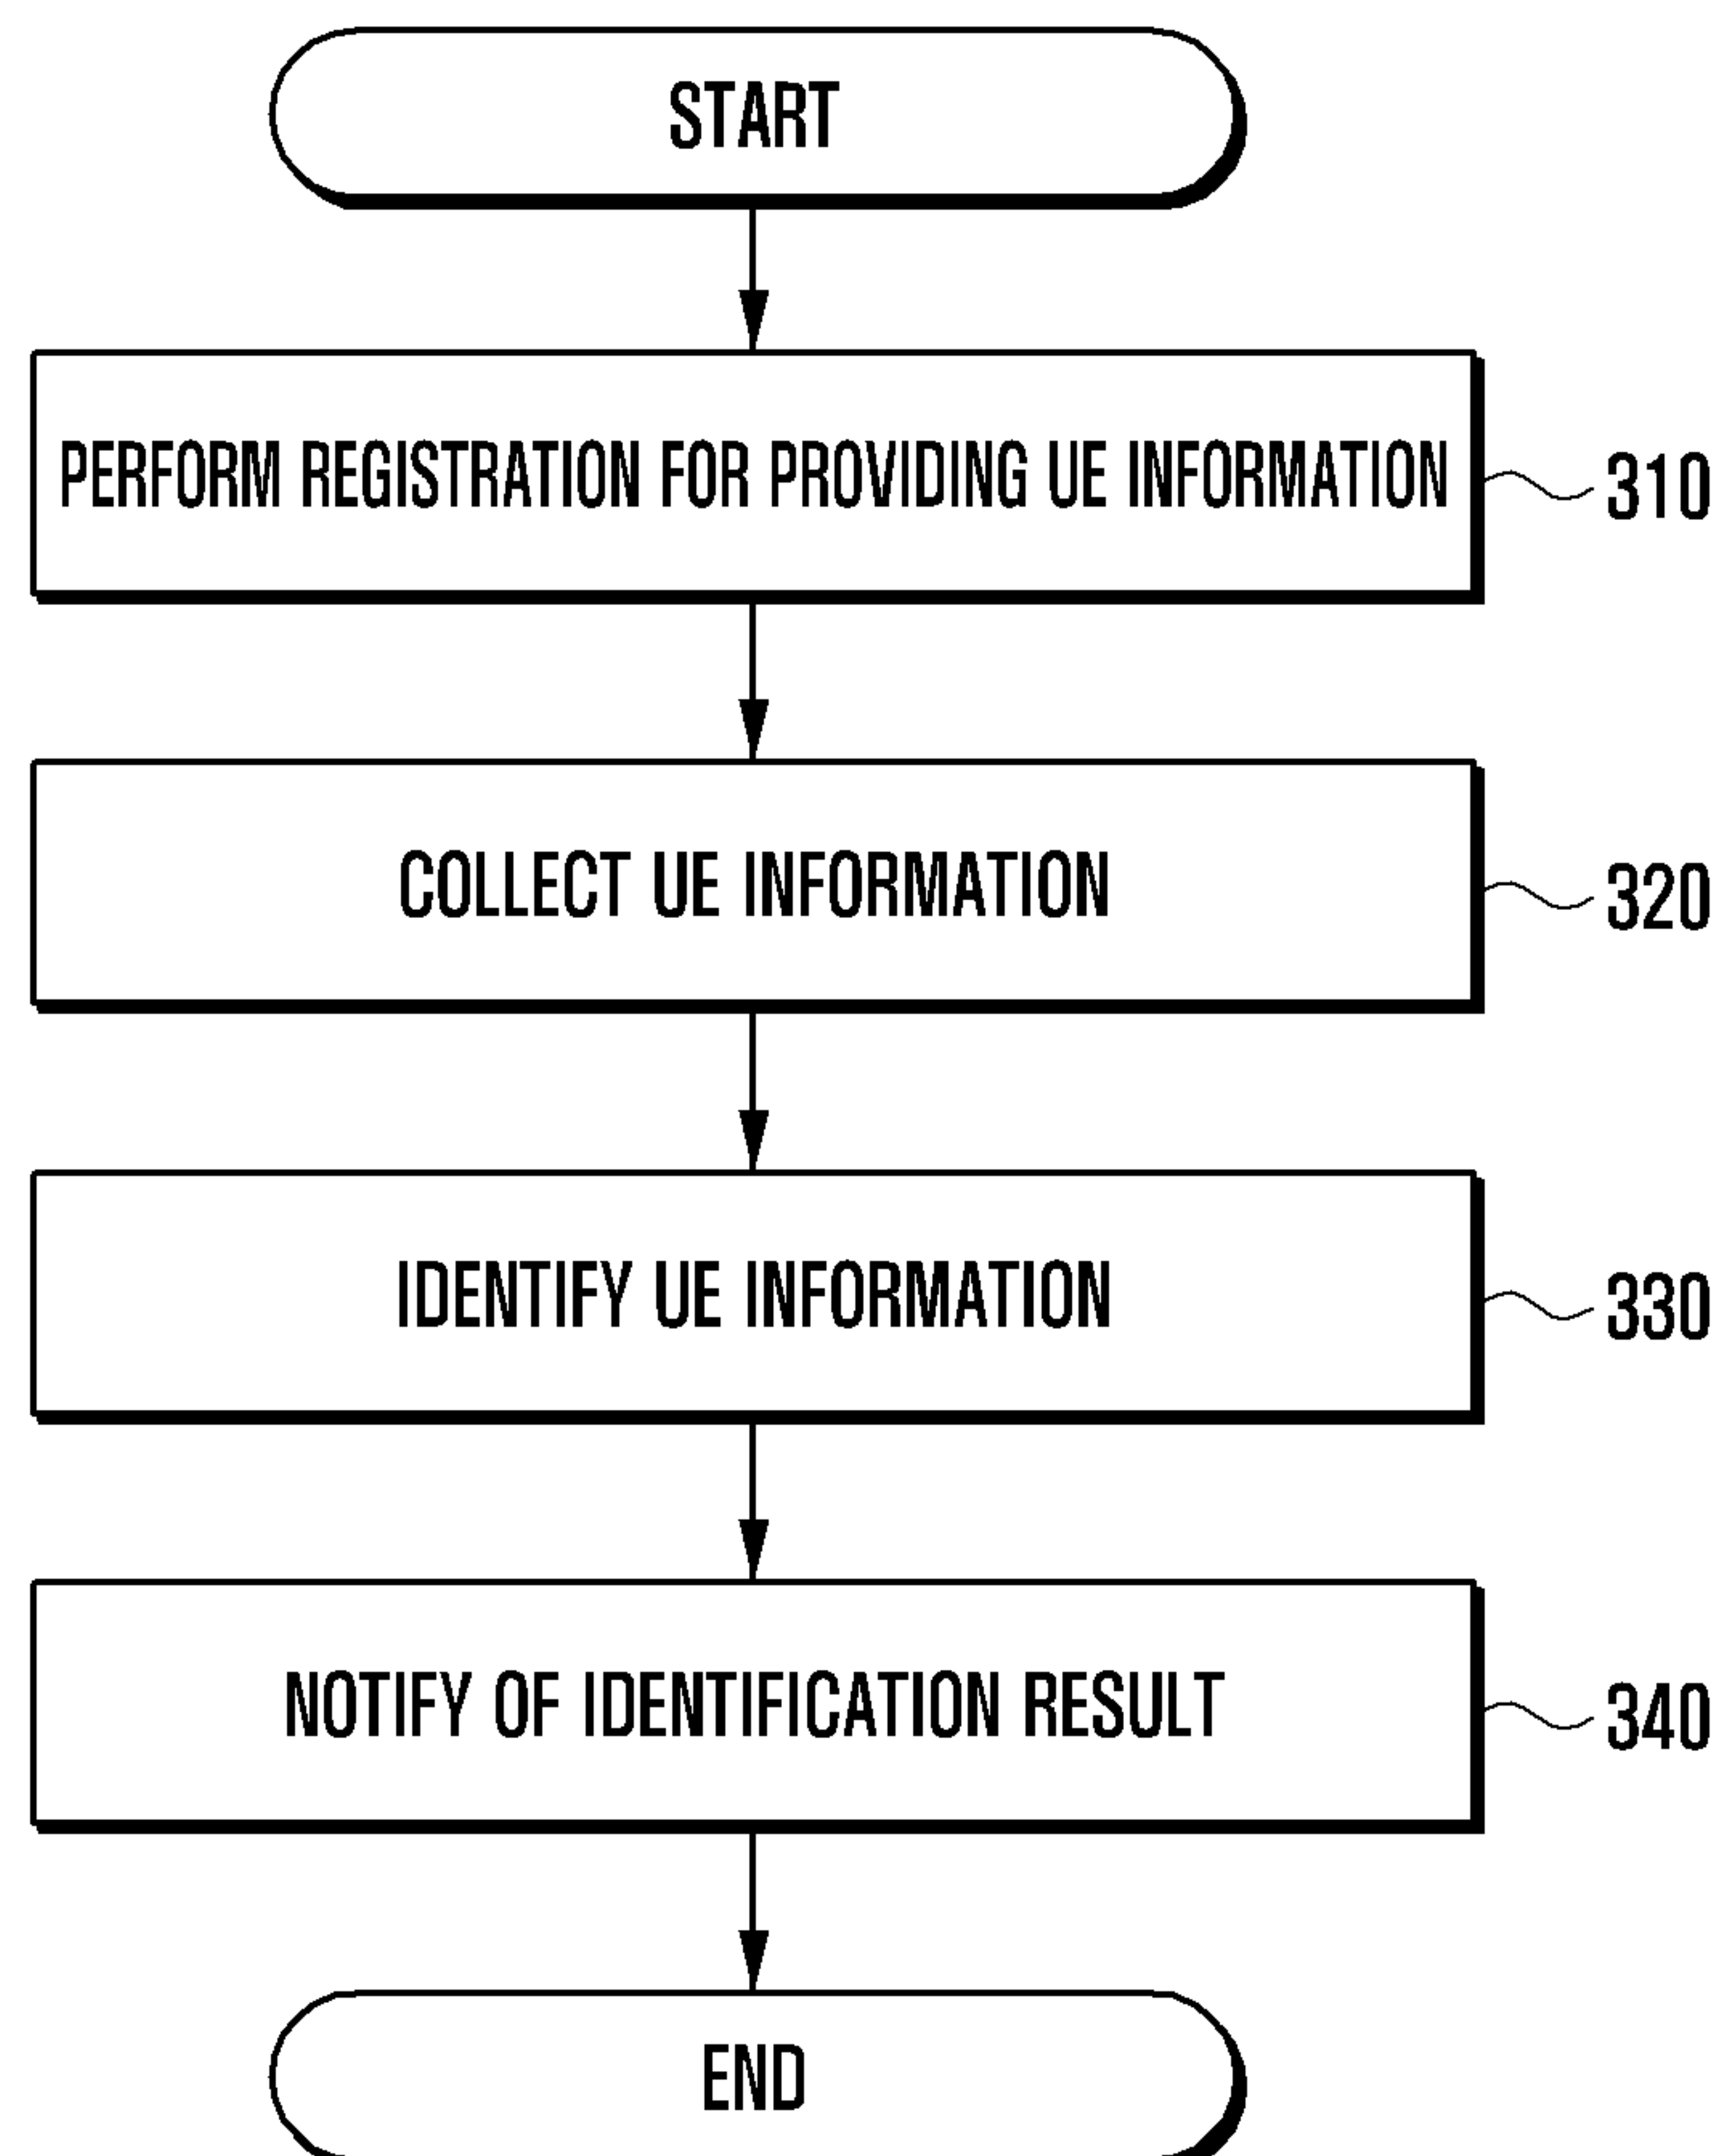 START
PERFORM REGISTRATION FOR PROVIDING UE INFORMATION
310
COLLECT UE INFORMATION
320
IDENTIFY UE INFORMATION
330
NOTIFY OF IDENTIFICATION RESULT
340
END